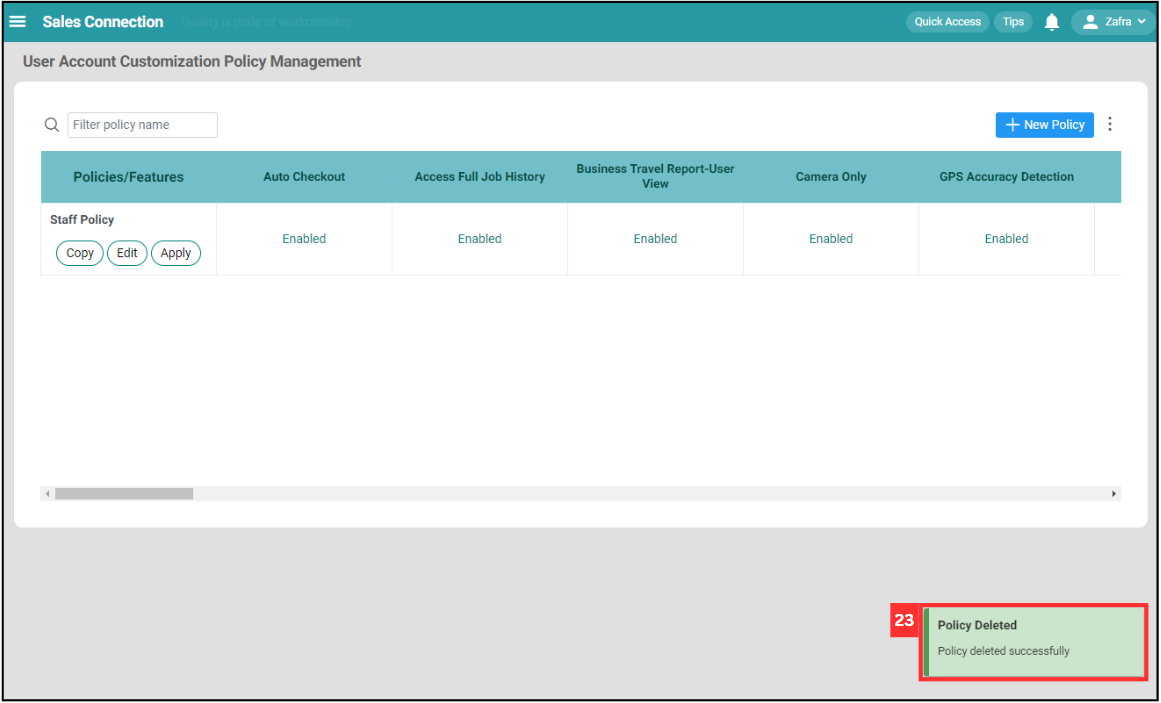 Sales Connection
Quality is pride of workmanship.
Quick Access
Tips
Zafra
User Account Customization Policy Management
Filter policy name
New Policy
Policies/Features
Auto Checkout
Access Full Job History
Business Travel Report-User
View
Camera Only
GPS Accuracy Detection
Staff Policy
Copy
Edit
Apply
Enabled
Enabled
Enabled
Enabled
Enabled
23
Policy Deleted
Policy deleted successfully